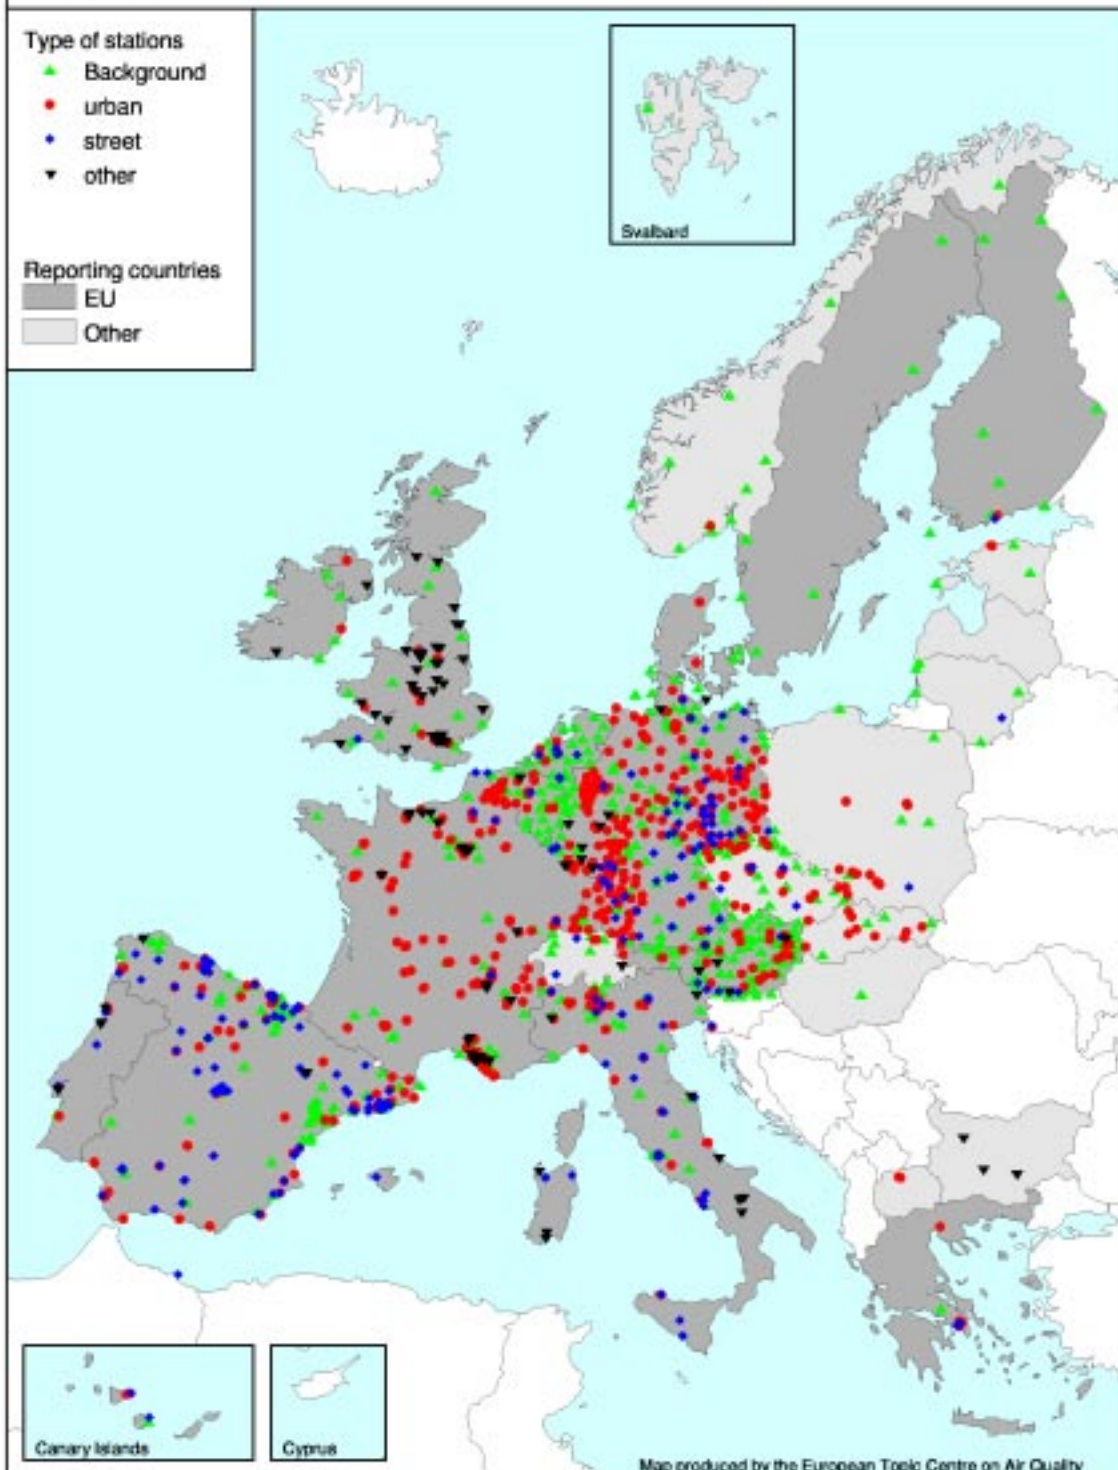 Type of stations
Background
urban
street
other
Reporting countries
EU
Other
Svalbard
Canary Islands
Cyprus
Map produced by the European Topic Centre on Air Quality